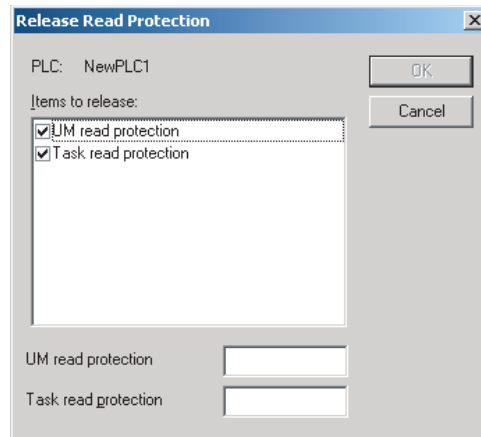 Release Read Protection
PLC: NewPLC1
OK
Items to release:
Cancel
UM read protection
Task read protection
UM read protection
Task read protection